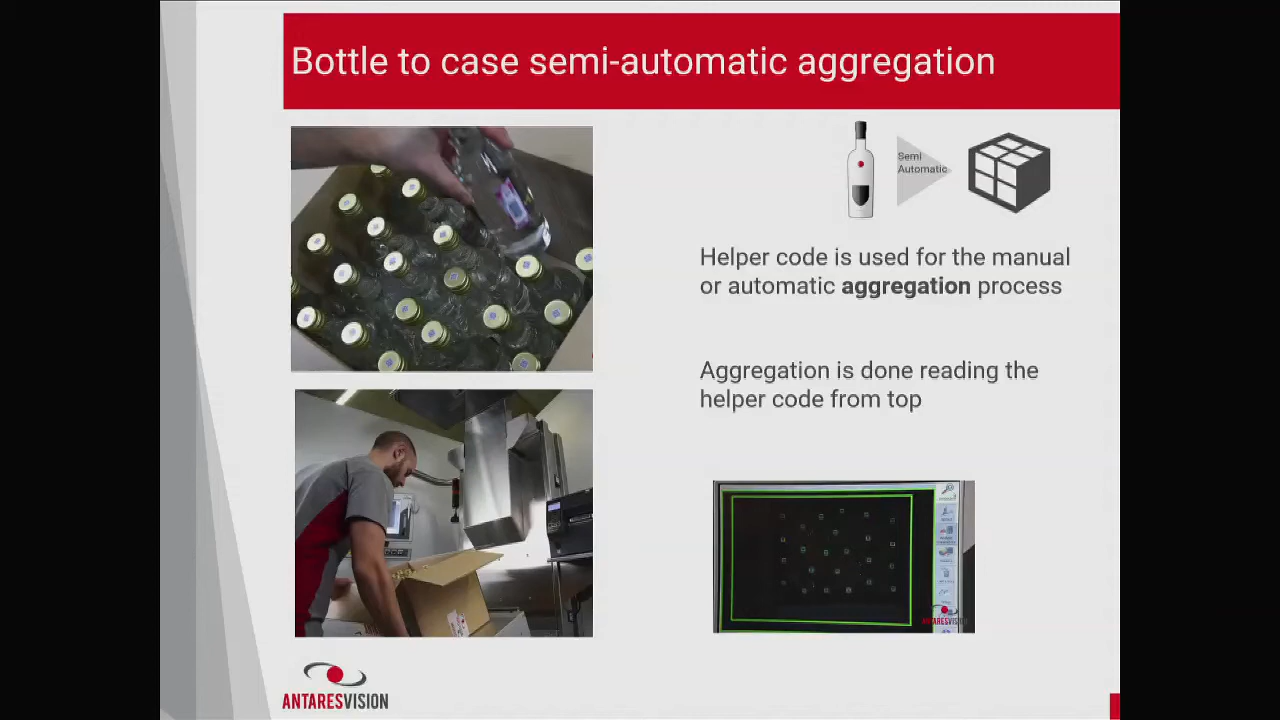 Bottle to case semi-automatic aggregation
Semi
Automatic
Helper code is used for the manual
or automatic aggregation process
Aggregation is done reading the
helper code from top
ANTARESVISION
ANTARESVISION